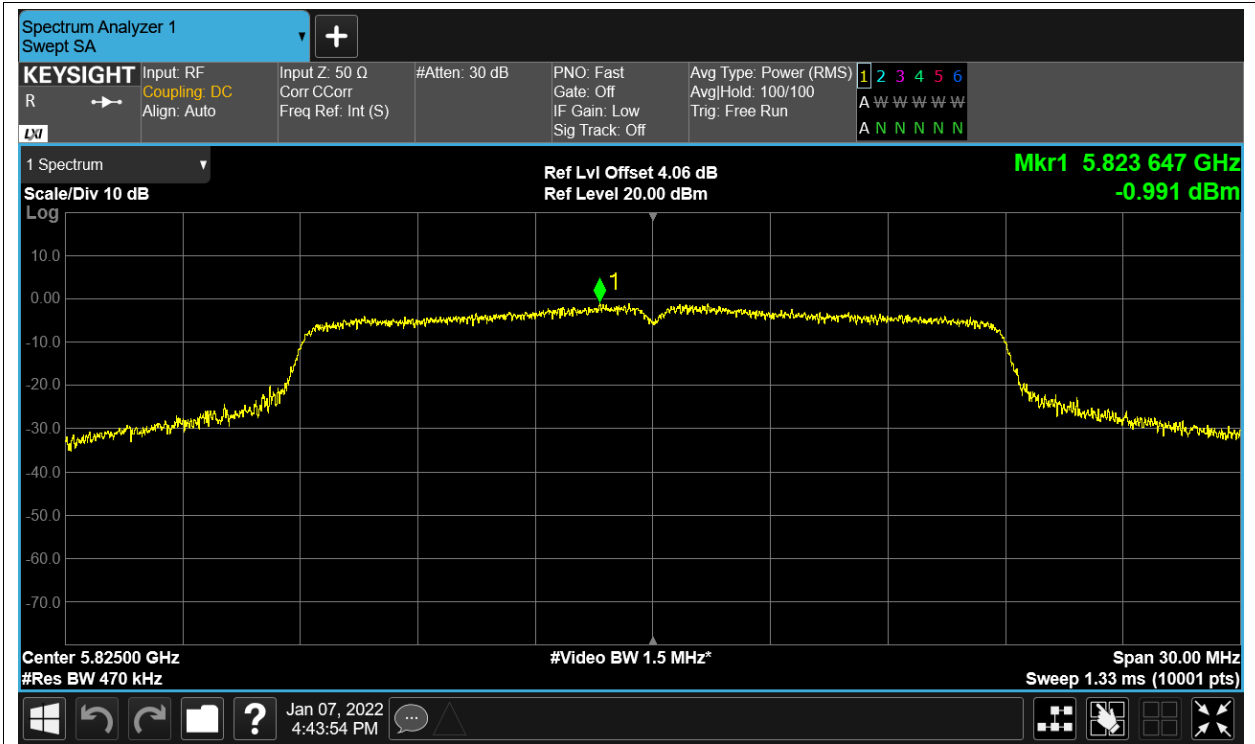 Spectrum Analyzer 1
Swept SA
KEYSIGHT
R
LXI
Input: RF
Coupling: DC
Align: Auto
Input Z: 50 Ω
Corr CCorr
Freq Ref: Int (S)
#Atten: 30 dB
PNO: Fast
Gate: Off
IF Gain: Low
Sig Track: Off
Avg Type: Power (RMS)
Avg|Hold: 100/100
Trig: Free Run
1 2 3 4 5 6
A W W W W W
A N N N N N
1 Spectrum
Scale/Div 10 dB
Log
Ref Lvl Offset 4.06 dB
Ref Level 20.00 dBm
Mkr1 5.823 647 GHz
-0.991 dBm
1
10.0
0.00
-10.0
-20.0
-30.0
-40.0
-50.0
-60.0
-70.0
Center 5.82500 GHz
#Res BW 470 kHz
#Video BW 1.5 MHz*
Span 30.00 MHz
Sweep 1.33 ms (10001 pts)
?
Jan 07, 2022
4:43:54 PM